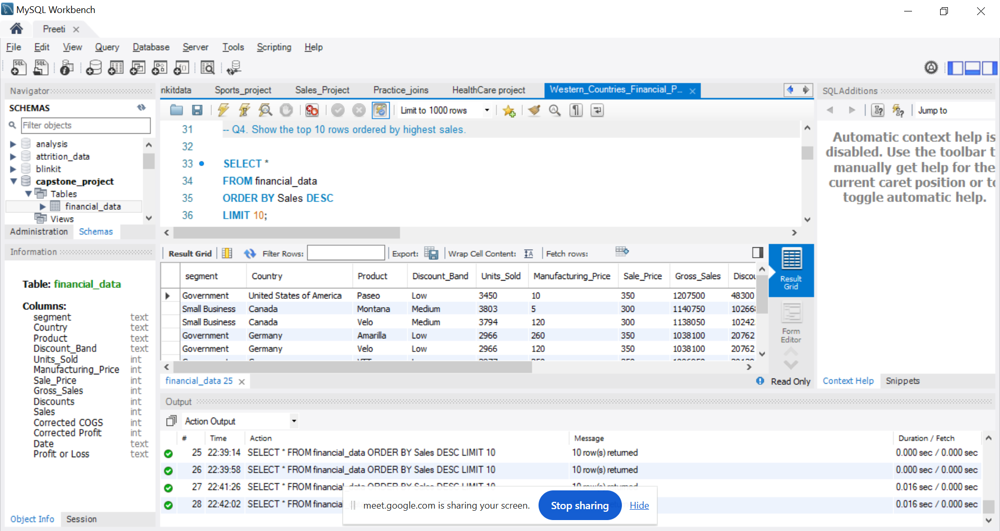 MySQL Workbench
Preeti
File Edit View Query Database Server Tools Scripting Help
Navigator
SCHEMAS
Filter objects
analysis
attrition_data
blinkit
capstone_project
Tables
financial_data
Views
Administration Schemas
Information
Table: financial_data
Columns:
segment text
Country text
Product text
Discount_Band text
Units_Sold int
Manufacturing_Price int
Sale_Price int
Gross_Sales int
Discounts int
Sales int
Corrected COGS int
Corrected Profit int
Date text
Profit or Loss text
Object Info Session
nkitdata Sports_project Sales_Project Practice_joins HealthCare project Western_Countries_Financial_P...
Limit to 1000 rows
31 -- Q4. Show the top 10 rows ordered by highest sales.
32
33 SELECT *
34 FROM financial_data
35 ORDER BY Sales DESC
36 LIMIT 10;
Result Grid Filter Rows: Export: Wrap Cell Content: IA Fetch rows:
segment Country Product Discount_Band Units_Sold Manufacturing_Price Sale_Price Gross_Sales Discou
Government United States of America Paseo Low 3450 10 350 1207500 48300
Small Business Canada Montana Medium 3803 5 300 1140750 10266
Small Business Canada Velo Medium 3794 120 300 1138050 10242
Government Germany Amarilla Low 2966 260 350 1038100 20762
Government Germany Velo Low 2966 120 350 1038100 20762
Result
Grid
Form
Editor
financial_data 25
Read Only
SQLAdditions
Jump to
Automatic context help is
disabled. Use the toolbar t
manually get help for the
current caret position or to
toggle automatic help.
Context Help Snippets
Output
Action Output
# Time Action Message Duration / Fetch
25 22:39:14 SELECT * FROM financial_data ORDER BY Sales DESC LIMIT 10 10 row(s) returned 0.000 sec / 0.000 sec
26 22:39:58 SELECT * FROM financial_data ORDER BY Sales DESC LIMIT 10 10 row(s) returned 0.000 sec / 0.000 sec
27 22:41:26 SELECT * FROM financial_data ORDER BY Sales DESC LIMIT 10 10 row(s) returned 0.016 sec / 0.000 sec
28 22:42:02 SELECT * FROM financia 0.016 sec / 0.000 sec
meet.google.com is sharing your screen. Stop sharing Hide